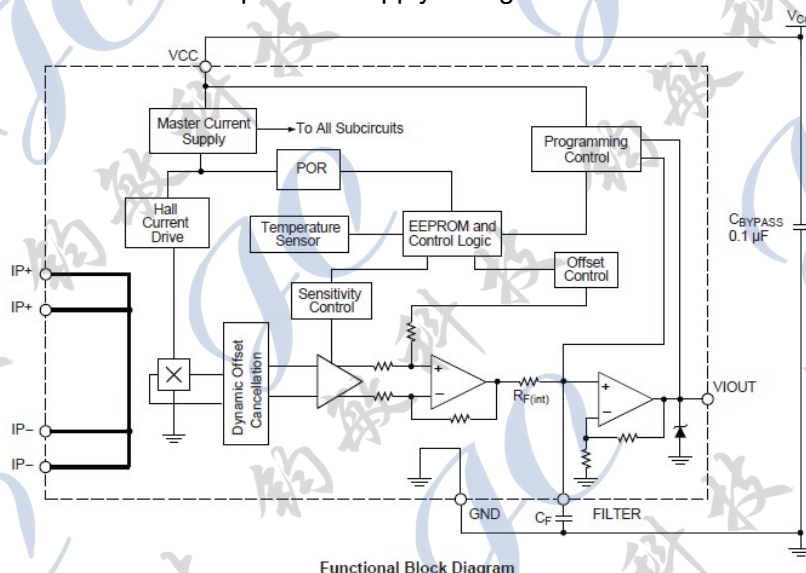 VCC
VCC
Master Current
Supply
To All Subcircuits
Programming
Control
POR
Hall
Current
Drive
Temperature
Sensor
EEPROM and
Control Logic
CBYPASS
0.1 µF
Offset
Control
IP+
IP+
Sensitivity
Control
Dynamic Offset
Cancellation
+
−
RF(int)
+
−
VIOUT
IP−
IP−
GND
CF
FILTER
Functional Block Diagram